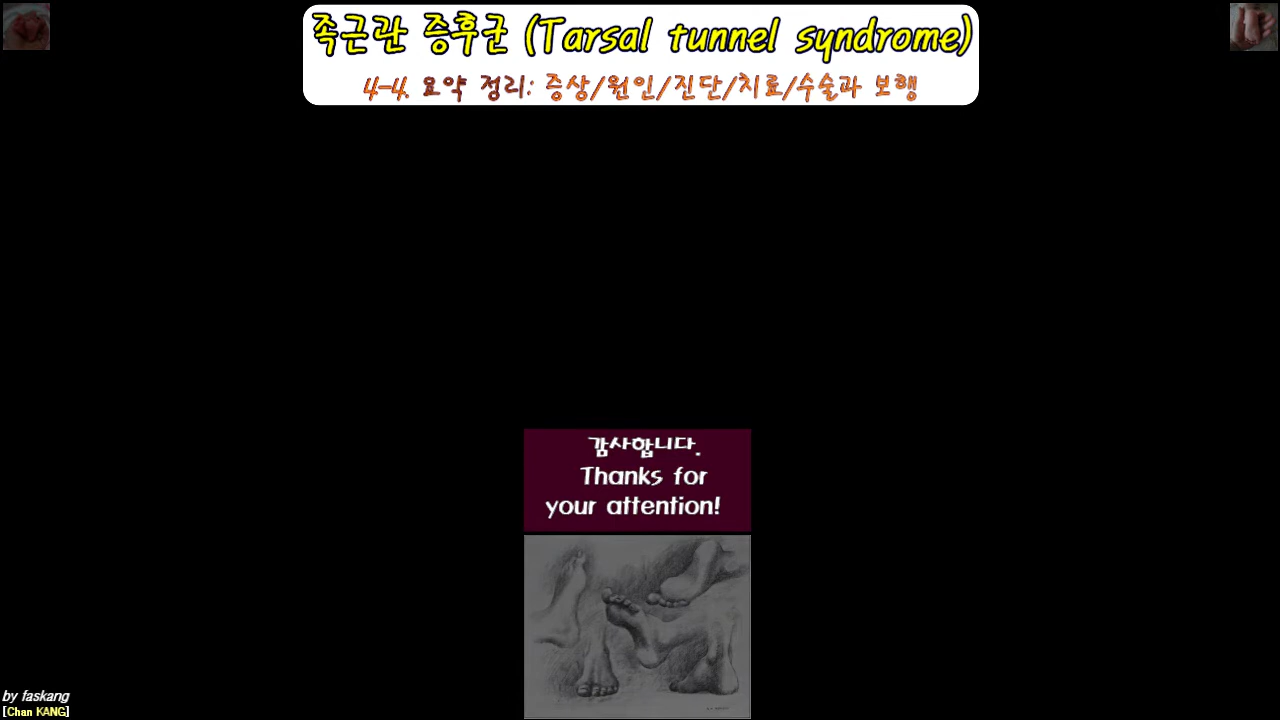 족근관 증후군 (Tarsal tunnel syndrome)
4-4. 요약 정리: 증상/원인/진단/치료/수술과 보행
감사합니다.
Thanks for
your attention!
by faskang
[Chan KANG]